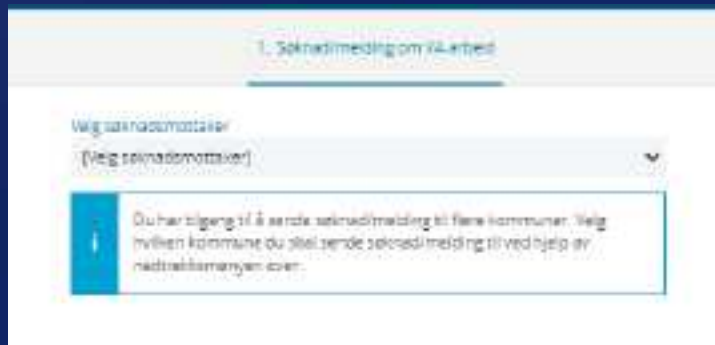 1. Søknad/melding om VA-arbeid
Velg søknadsmottaker
[Velg søknadsmottaker]
i
Du har tilgang til å sende søknad/melding til flere kommuner. Velg
hvilken kommune du skal sende søknad/melding til ved hjelp av
nedtrekksmenyen over.